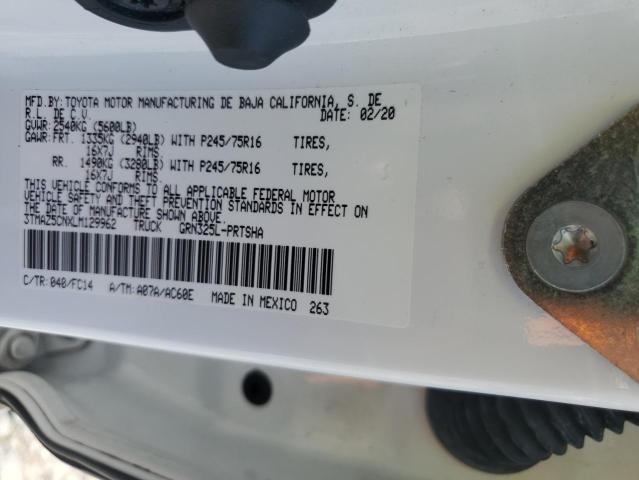 MFD.BY: TOYOTA MOTOR MANUFACTURING DE BAJA CALIFORNIA, S. DE
R.L. DE C.V. DATE: 02/20
GVWR: 2540KG (5600LB)
GAWR: FRT. 1335KG (2940LB) WITH P245/75R16 TIRES,
16X7J RIMS.
RR. 1490KG (3280LB) WITH P245/75R16 TIRES,
16X7J RIMS.
THIS VEHICLE CONFORMS TO ALL APPLICABLE FEDERAL MOTOR
VEHICLE SAFETY AND THEFT PREVENTION STANDARDS IN EFFECT ON
THE DATE OF MANUFACTURE SHOWN ABOVE.
3TMAZ5CNXLM129962 TRUCK GRN325L-PRTSHA
C/TR: 040/FC14 A/TM: A07A/AC60E MADE IN MEXICO 263